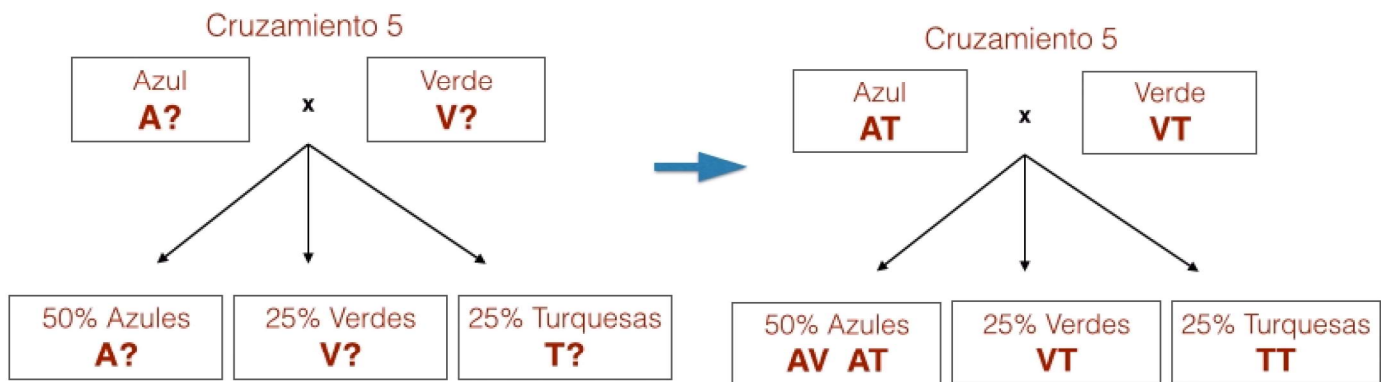 Cruzamiento 5
Azul
A?
x
Verde
V?
50% Azules
A?
25% Verdes
V?
25% Turquesas
T?
Cruzamiento 5
Azul
AT
x
Verde
VT
50% Azules
AV AT
25% Verdes
VT
25% Turquesas
TT